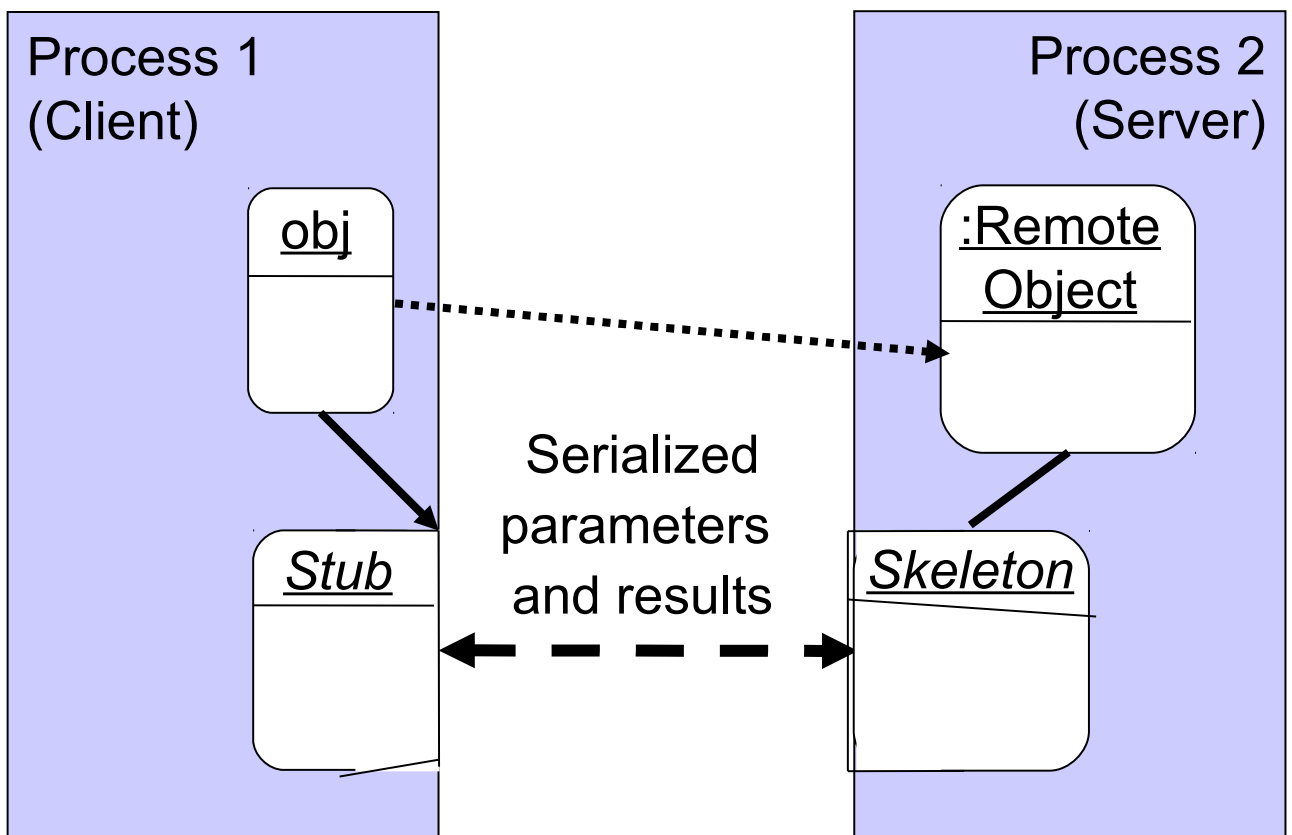 Process 1
(Client)
Process 2
(Server)
obj
:Remote
Object
Serialized
parameters
and results
Stub
Skeleton